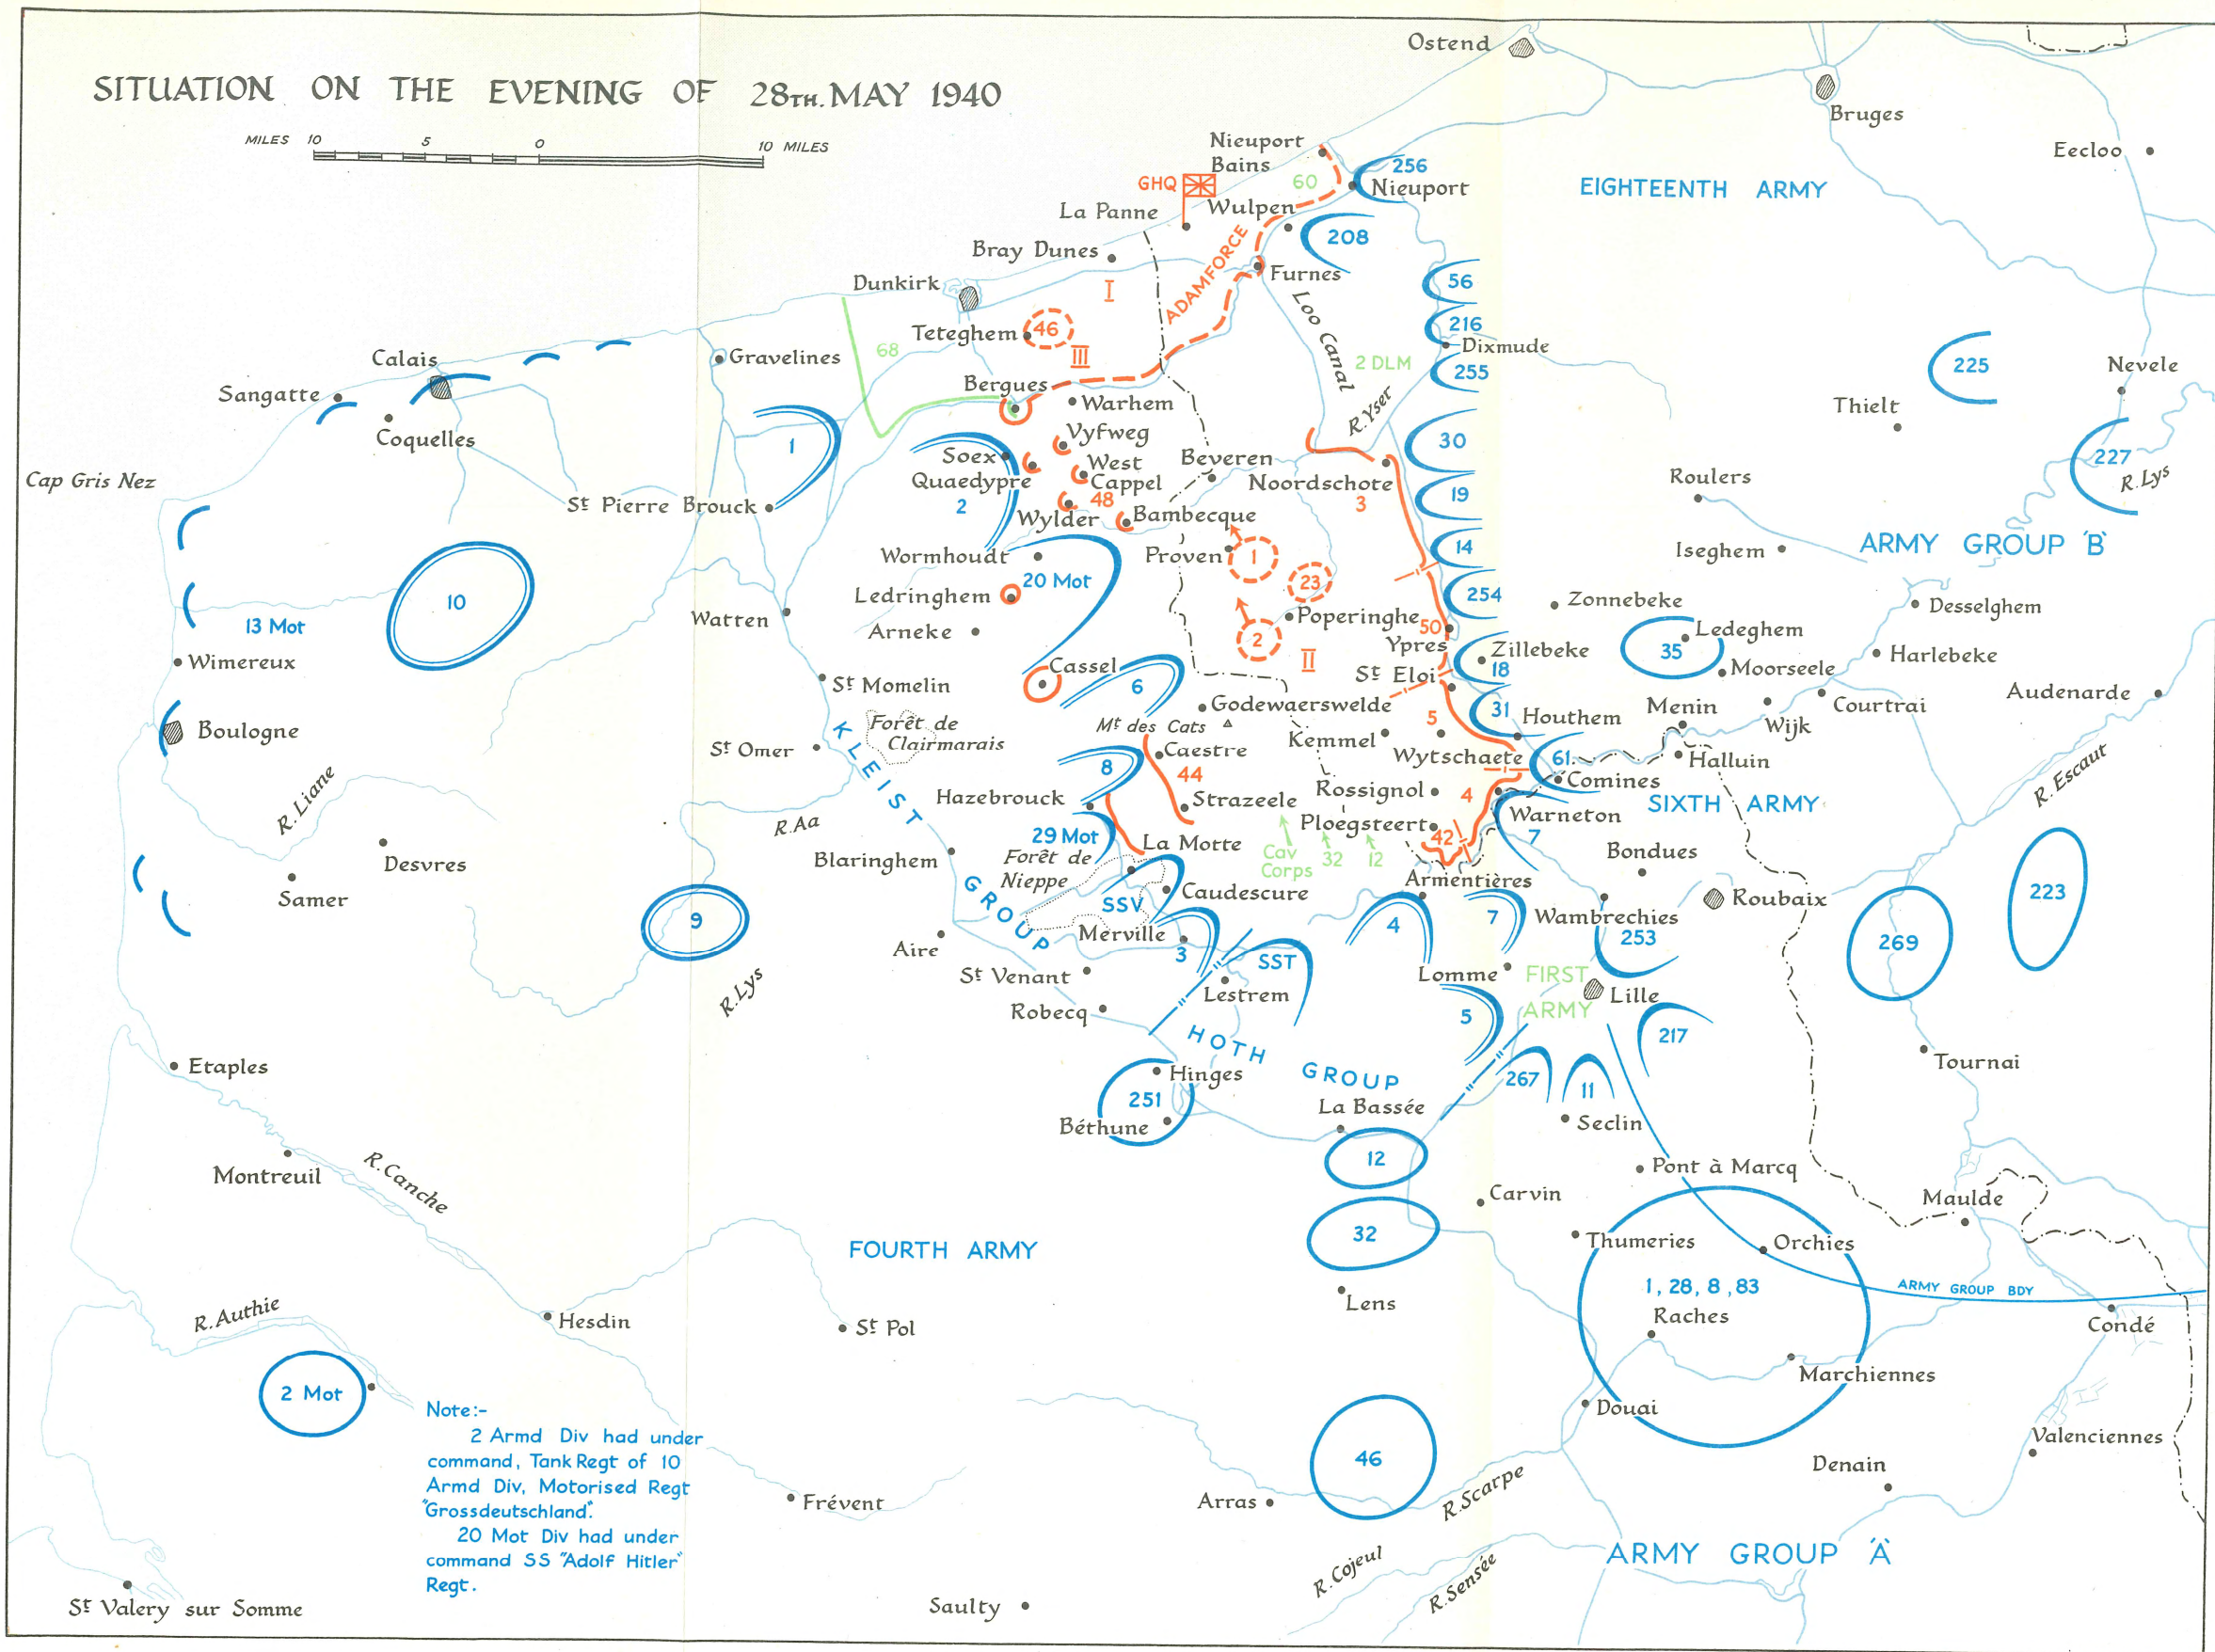 SITUATION ON THE EVENING OF 28TH. MAY 1940
MILES 10 5 0 10 MILES
Ostend
Bruges
Eecloo
Nieuport
Bains
60
256
Nieuport
EIGHTEENTH ARMY
GHQ
La Panne
Wulpen
208
Bray Dunes
ADAMFORCE
Furnes
56
Dunkirk
I
Loo Canal
216
Dixmude
Teteghem
46
III
68
2 DLM
255
225
Nevele
Calais
Gravelines
Sangatte
Coquelles
Bergues
Warhem
R. Yser
Thielt
1
Vyfweg
30
227
R. Lys
Cap Gris Nez
Soex
West
Cappel
Beveren
Quaedypre
Noordschote
Roulers
St Pierre Brouck
2
48
3
19
Wylder
Bambecque
Wormhoudt
Proven
1
14
Iseghem
ARMY GROUP 'B'
10
20 Mot
23
254
Ledringhem
Zonnebeke
Desselghem
13 Mot
Watten
Arneke
Poperinghe
50
2
II
Ypres
Zillebeke
18
35
Ledeghem
Harlebeke
Wimereux
Cassel
6
St Eloi
Moorseele
St Momelin
Audenarde
Godewaerswelde
5
31
Houthem
Menin
Wijk
Courtrai
Boulogne
Forêt de
Clairmarais
Mt des Cats
St Omer
KLEIST
GROUP
Caestre
Kemmel
Wytschaete
61.
Halluin
8
44
Comines
R. Escaut
R. Liane
Hazebrouck
Strazeele
Rossignol
4
SIXTH ARMY
R. Aa
29 Mot
Ploegsteert
Warneton
42
7
Desvres
Blaringhem
La Motte
Cav
Corps
32
12
Bondues
Samer
Forêt de
Nieppe
Armentières
Caudescure
Roubaix
223
9
SSV
4
7
Wambrechies
Aire
Merville
253
269
3
SST
Lomme
FIRST
ARMY
Lille
R. Lys
St Venant
Lestrem
Robecq
5
217
HOTH GROUP
Etaples
Hinges
267
11
Tournai
251
La Bassée
Béthune
Seclin
Montreuil
R. Canche
12
Pont à Marcq
Carvin
Maulde
32
FOURTH ARMY
Thumeries
Orchies
Lens
1, 28, 8, 83
ARMY GROUP BDY
R. Authie
Hesdin
St Pol
Raches
Condé
Marchiennes
2 Mot
Douai
Note:-
2 Armd Div had under
command, Tank Regt of 10
Armd Div, Motorised Regt
"Grossdeutschland".
20 Mot Div had under
command SS "Adolf Hitler"
Regt.
Valenciennes
46
Denain
Frévent
Arras
R. Scarpe
R. Cojeul
R. Sensée
ARMY GROUP 'A'
St Valery sur Somme
Saulty